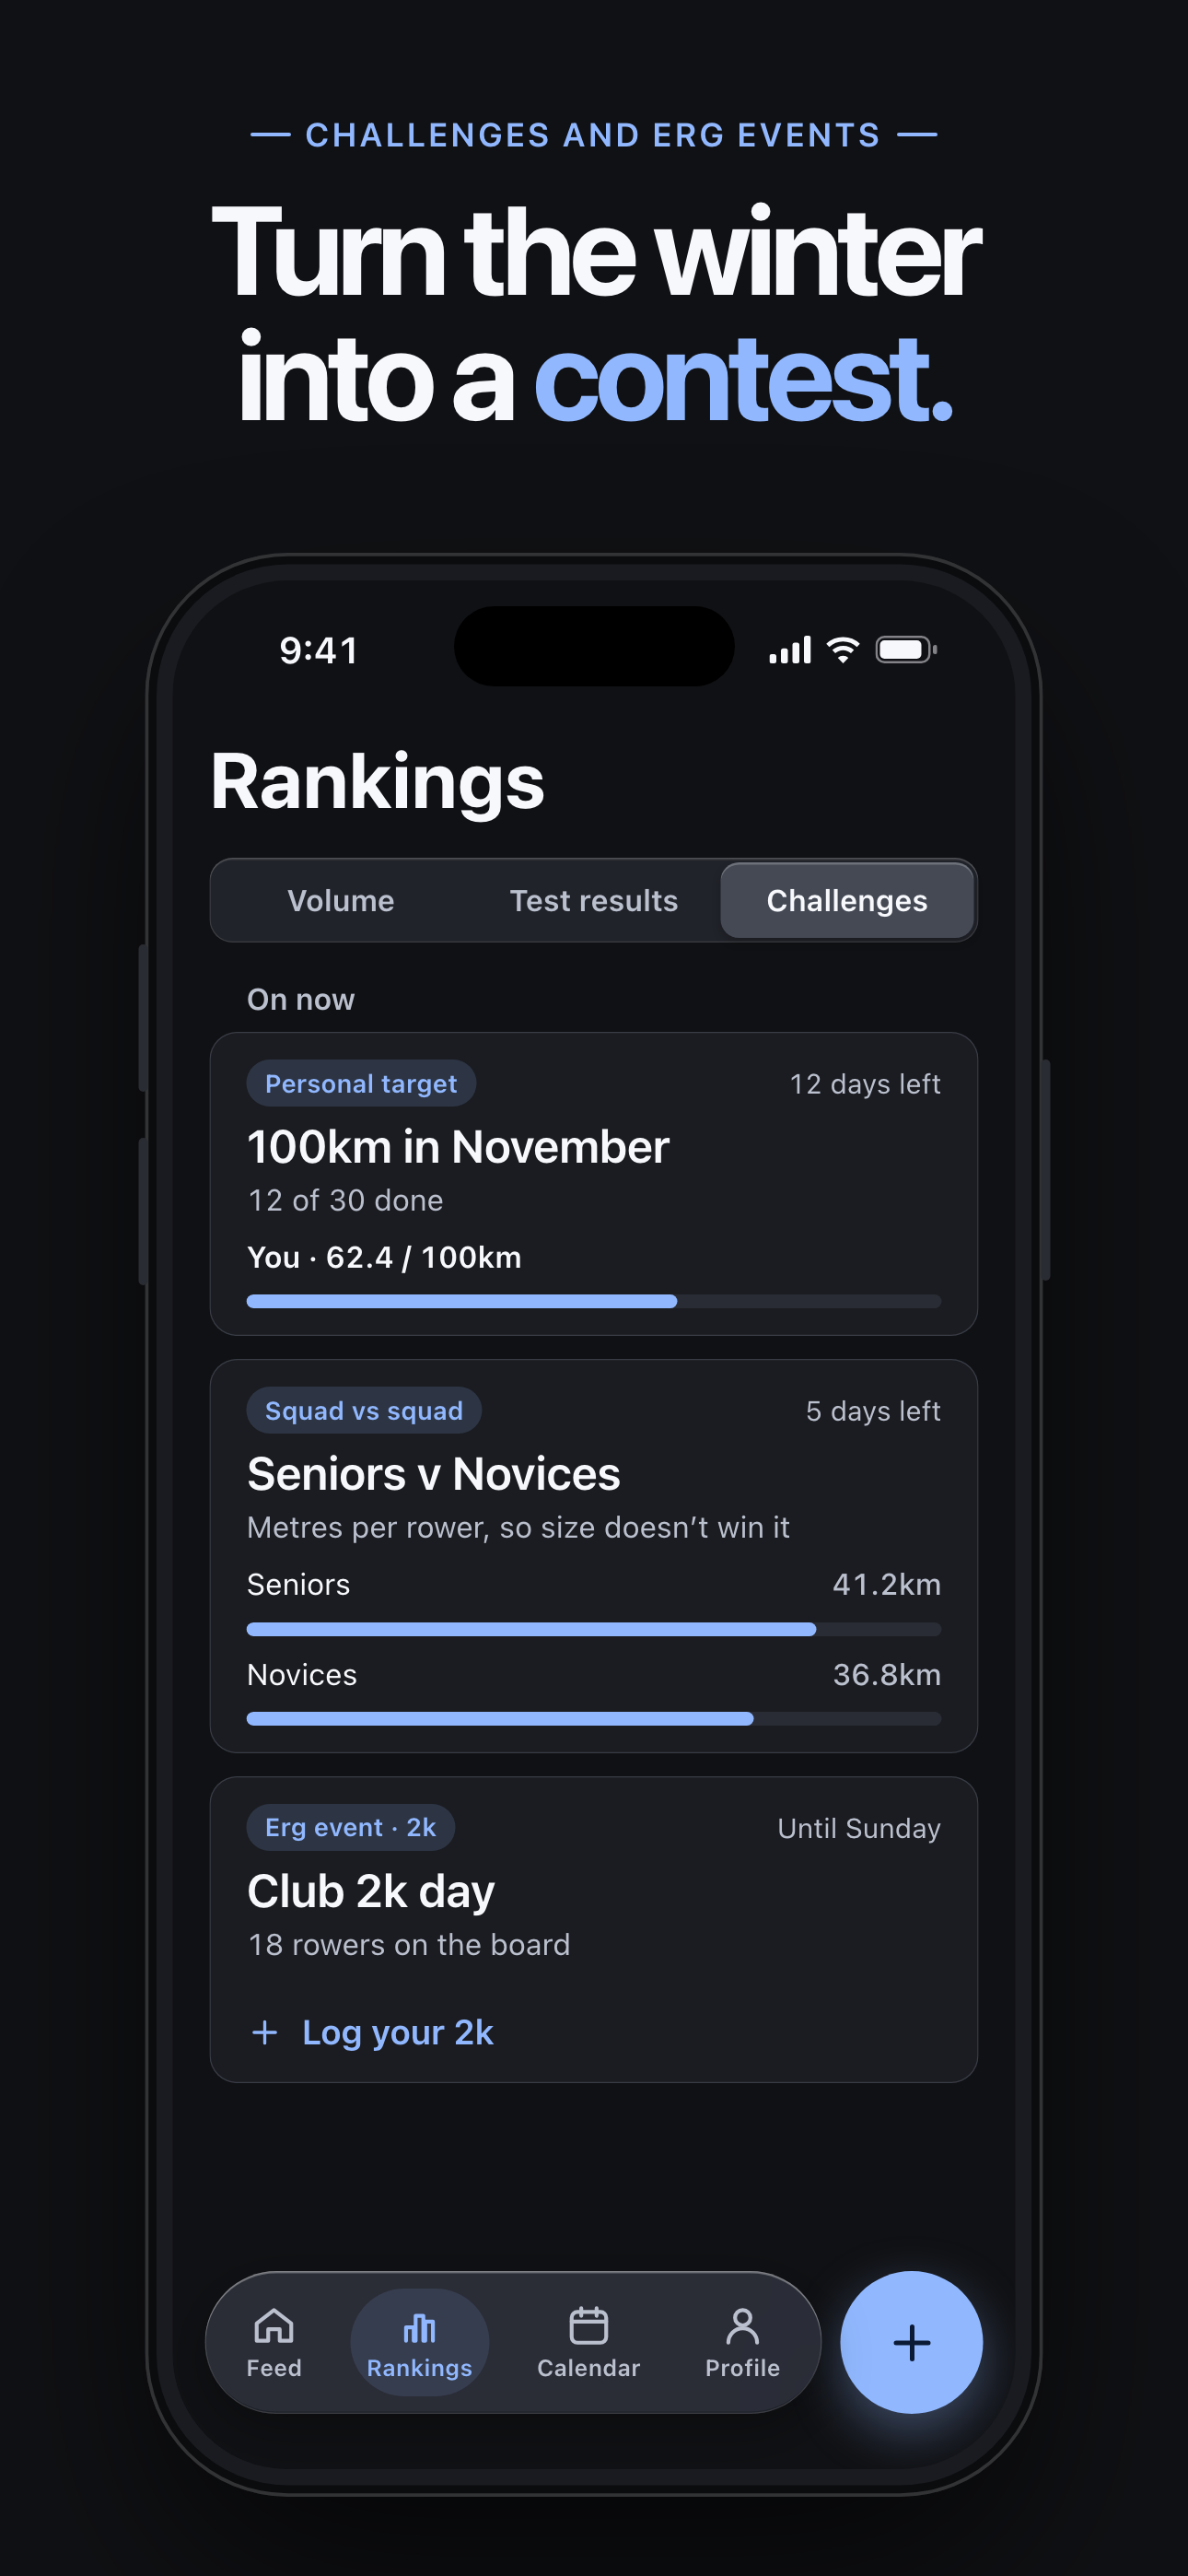 CHALLENGES AND ERG EVENTS
Turn the winter
into a contest.
9:41
Rankings
Volume
Test results
Challenges
On now
Personal target
12 days left
100km in November
12 of 30 done
You · 62.4 / 100km
Squad vs squad
5 days left
Seniors v Novices
Metres per rower, so size doesn’t win it
Seniors
41.2km
Novices
36.8km
Erg event · 2k
Until Sunday
Club 2k day
18 rowers on the board
+ Log your 2k
Feed
Rankings
Calendar
Profile
+